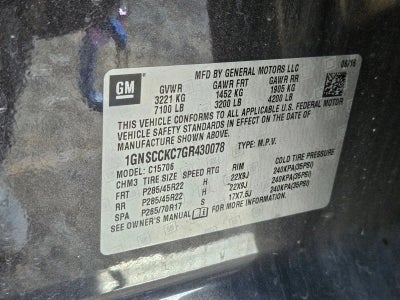 GM
MFD BY GENERAL MOTORS LLC
06/16
GVWR GAWR FRT GAWR RR
3221 KG 1452 KG 1905 KG
7100 LB 3200 LB 4200 LB
THIS VEHICLE CONFORMS TO ALL APPLICABLE U.S. FEDERAL MOTOR
VEHICLE SAFETY STANDARDS IN EFFECT ON THE DATE OF
MANUFACTURE SHOWN ABOVE.
1GNSCCKC7GR430078 TYPE: M.P.V.
MODEL: C15706
CHM3 TIRE SIZE SPEED RTG RIM COLD TIRE PRESSURE
FRT P285/45R22 H 22X9J 240KPA(35PSI)
RR P285/45R22 H 22X9J 240KPA(35PSI)
SPA P265/70R17 S 17X7.5J 240KPA(35PSI)
SEE OWNER'S MANUAL FOR MORE INFORMATION.